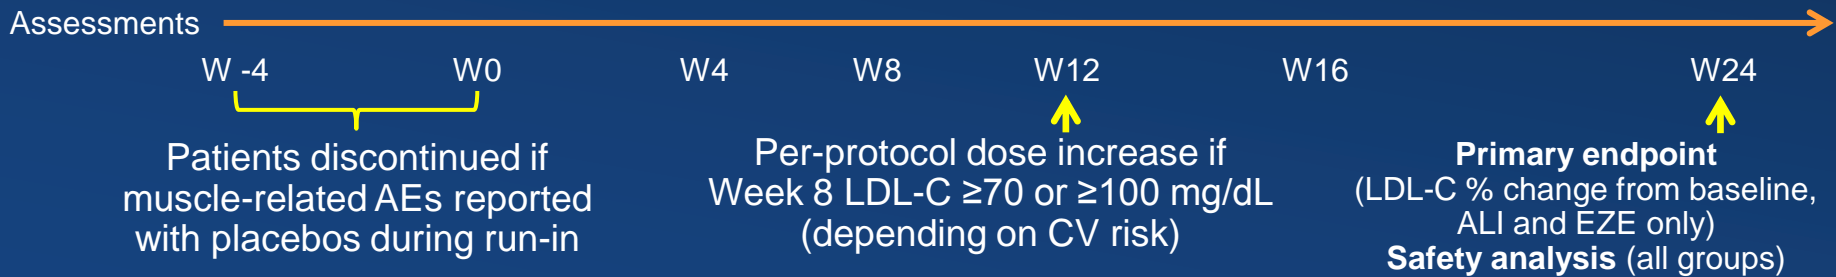 Assessments
W -4 W0 W4 W8 W12 W16 W24
Patients discontinued if
muscle-related AEs reported
with placebos during run-in
Per-protocol dose increase if
Week 8 LDL-C ≥70 or ≥100 mg/dL
(depending on CV risk)
Primary endpoint
(LDL-C % change from baseline,
ALI and EZE only)
Safety analysis (all groups)